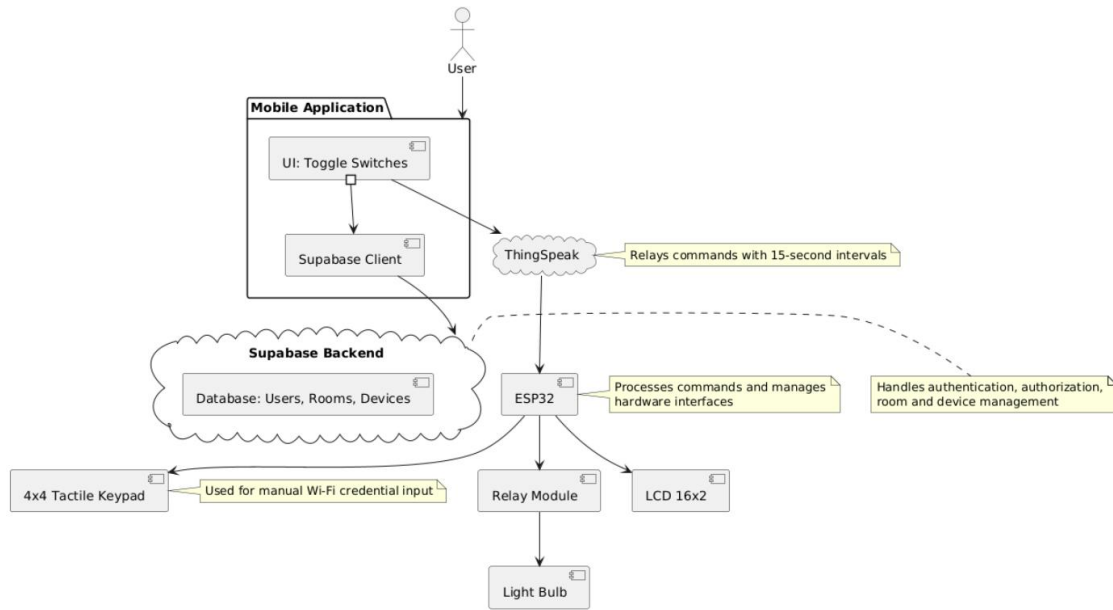 User
Mobile Application
UI: Toggle Switches
Supabase Client
ThingSpeak
Relays commands with 15-second intervals
Supabase Backend
Database: Users, Rooms, Devices
ESP32
Processes commands and manages
hardware interfaces
Handles authentication, authorization,
room and device management
4x4 Tactile Keypad
Used for manual Wi-Fi credential input
Relay Module
LCD 16x2
Light Bulb